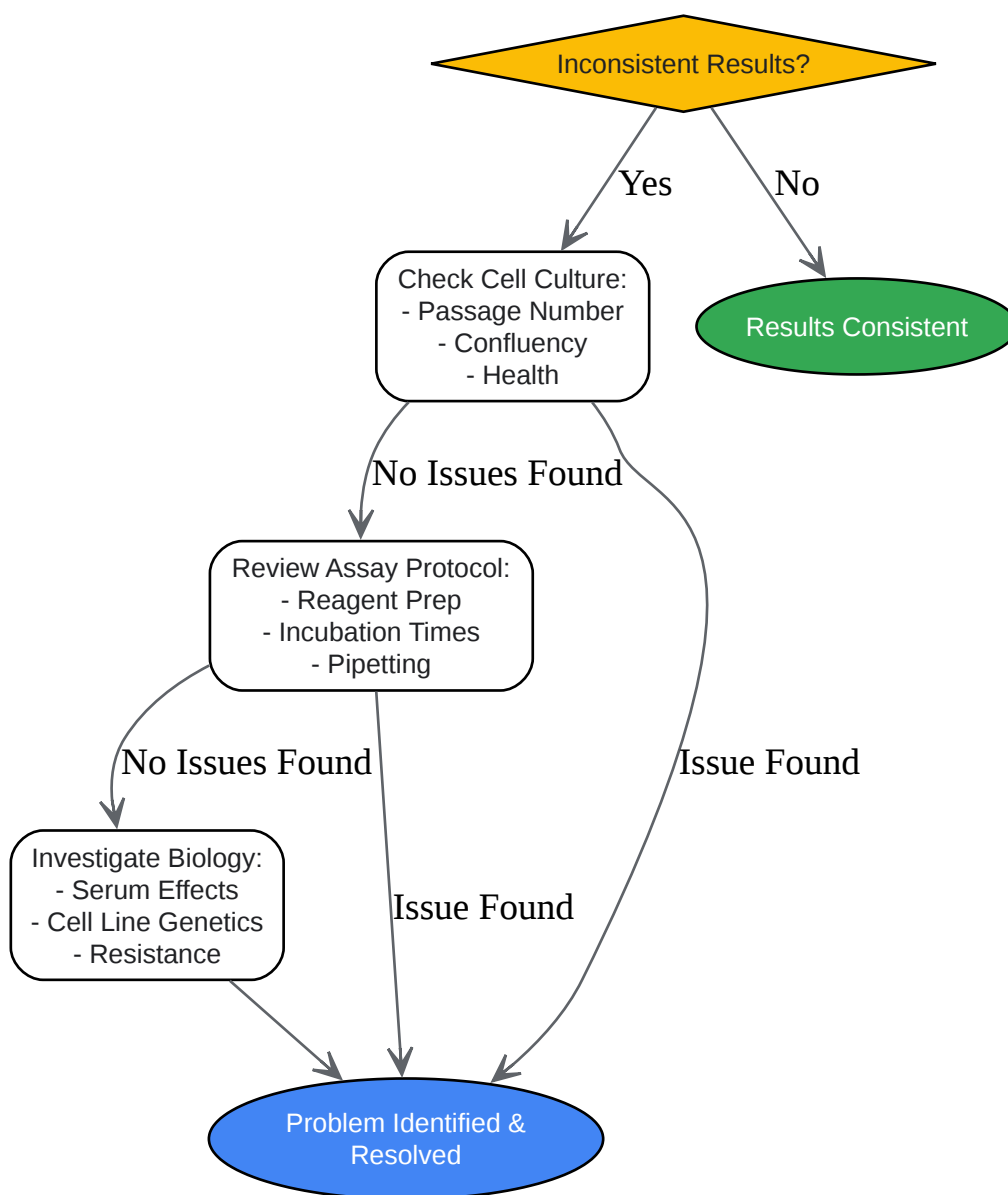 Inconsistent Results?
Yes
No
Check Cell Culture:
- Passage Number
- Confluency
- Health
Results Consistent
No Issues Found
Review Assay Protocol:
- Reagent Prep
- Incubation Times
- Pipetting
No Issues Found
Issue Found
Investigate Biology:
- Serum Effects
- Cell Line Genetics
- Resistance
Issue Found
Problem Identified &
Resolved